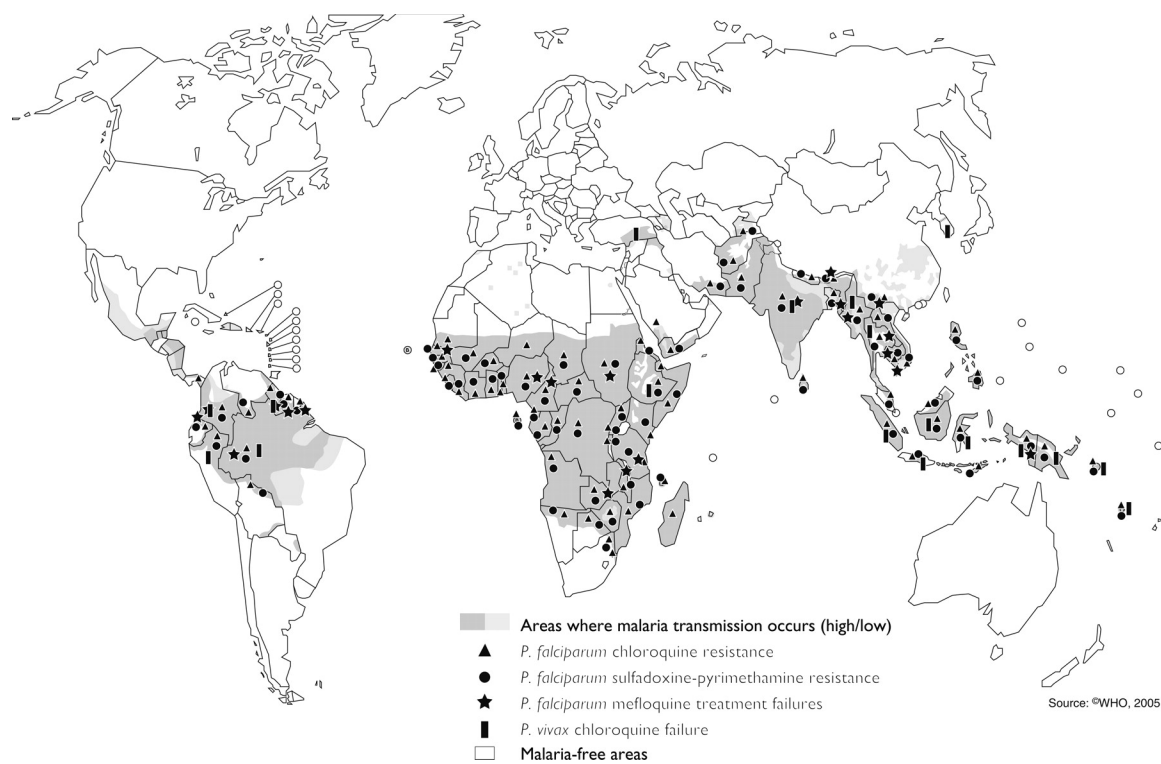 Areas where malaria transmission occurs (high/low)
P. falciparum chloroquine resistance
P. falciparum sulfadoxine-pyrimethamine resistance
P. falciparum mefloquine treatment failures
P. vivax chloroquine failure
Malaria-free areas
Source: ©WHO, 2005